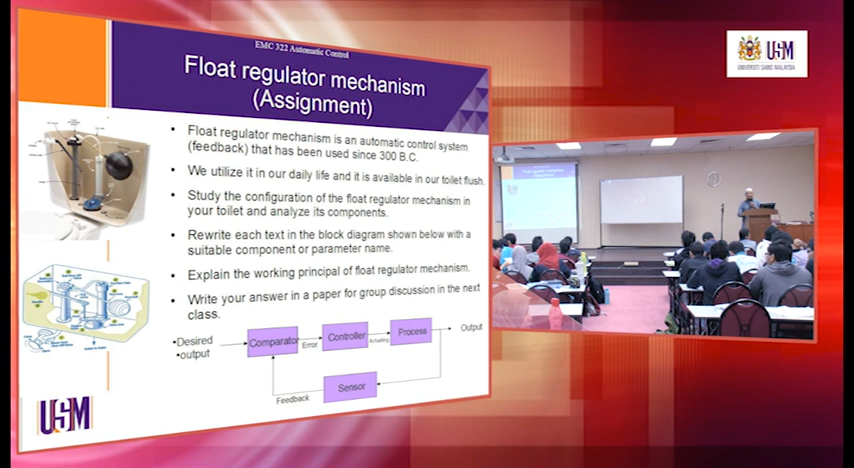 EMC 322 Automatic Control
Float regulator mechanism
(Assignment)
• Float regulator mechanism is an automatic control system
(feedback) that has been used since 300 B.C.
• We utilize it in our daily life and it is available in our toilet flush.
• Study the configuration of the float regulator mechanism in
your toilet and analyze its components.
• Rewrite each text in the block diagram shown below with a
suitable component or parameter name.
• Explain the working principal of float regulator mechanism.
• Write your answer in a paper for group discussion in the next
class.
•Desired
•output
Comparator
Error
Controller
Actuating
Process
Output
Sensor
Feedback
USM
USM
UNIVERSITI SAINS MALAYSIA
Float regulator mechanism
(Assignment)